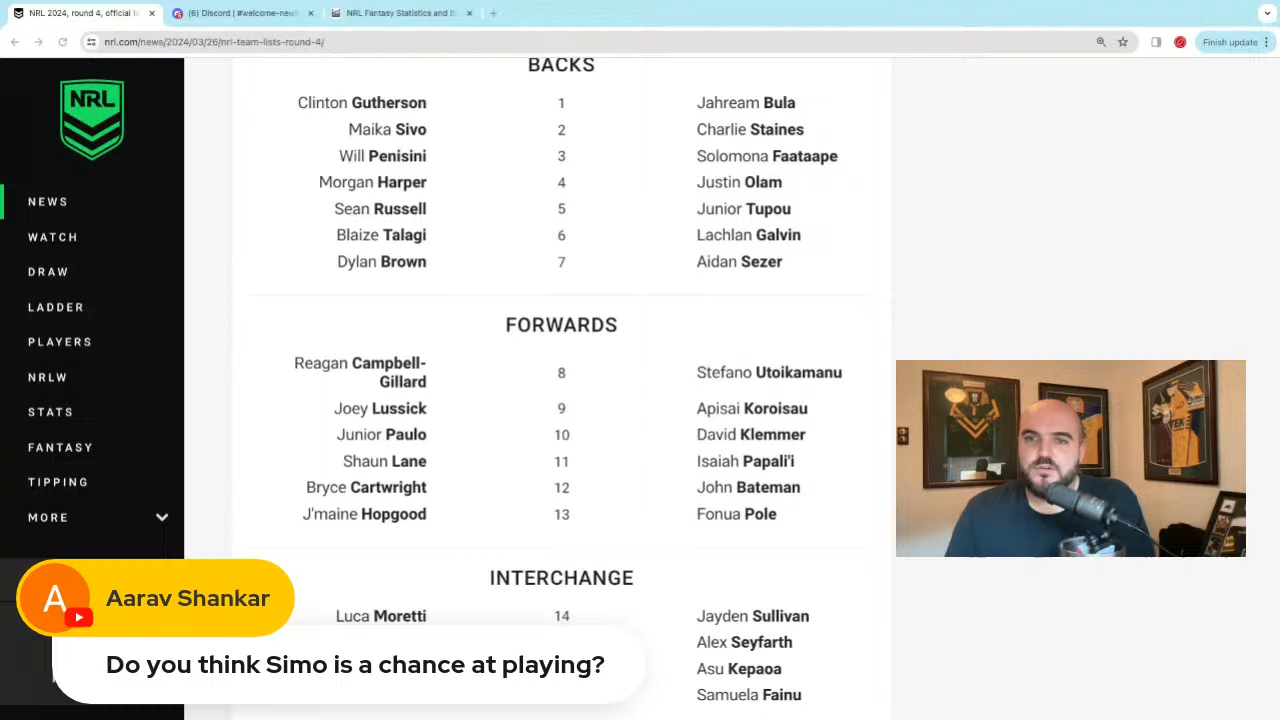 NRL 2024, round 4, official te
(6) Discord | #welcome-newb
NRL Fantasy Statistics and B
nrl.com/news/2024/03/26/nrl-team-lists-round-4/
Finish update
NRL
NEWS
WATCH
DRAW
LADDER
PLAYERS
NRLW
STATS
FANTASY
TIPPING
MORE
BACKS
Clinton Gutherson 1 Jahream Bula
Maika Sivo 2 Charlie Staines
Will Penisini 3 Solomona Faataape
Morgan Harper 4 Justin Olam
Sean Russell 5 Junior Tupou
Blaize Talagi 6 Lachlan Galvin
Dylan Brown 7 Aidan Sezer
FORWARDS
Reagan Campbell-
Gillard 8 Stefano Utoikamanu
Joey Lussick 9 Apisai Koroisau
Junior Paulo 10 David Klemmer
Shaun Lane 11 Isaiah Papali'i
Bryce Cartwright 12 John Bateman
J'maine Hopgood 13 Fonua Pole
INTERCHANGE
Luca Moretti 14 Jayden Sullivan
Alex Seyfarth
Asu Kepaoa
Samuela Fainu
A Aarav Shankar
Do you think Simo is a chance at playing?